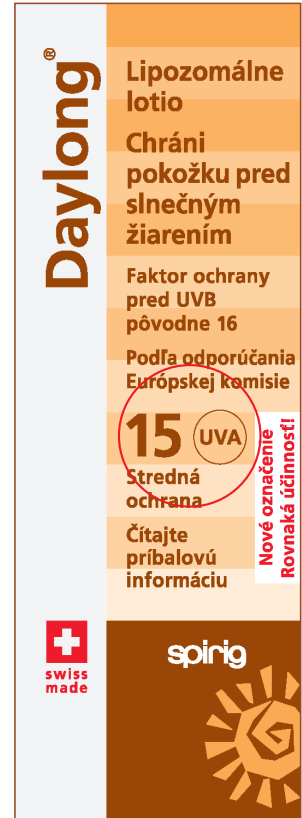 Daylong®
Lipozomálne
lotio
Chráni
pokožku pred
slnečným
žiarením
Faktor ochrany
pred UVB
pôvodne 16
Podľa odporúčania
Európskej komisie
15 UVA
Stredná
ochrana
Nové označenie
Rovnaká účinnosť!
Čítajte
príbalovú
informáciu
swiss
made
spirig